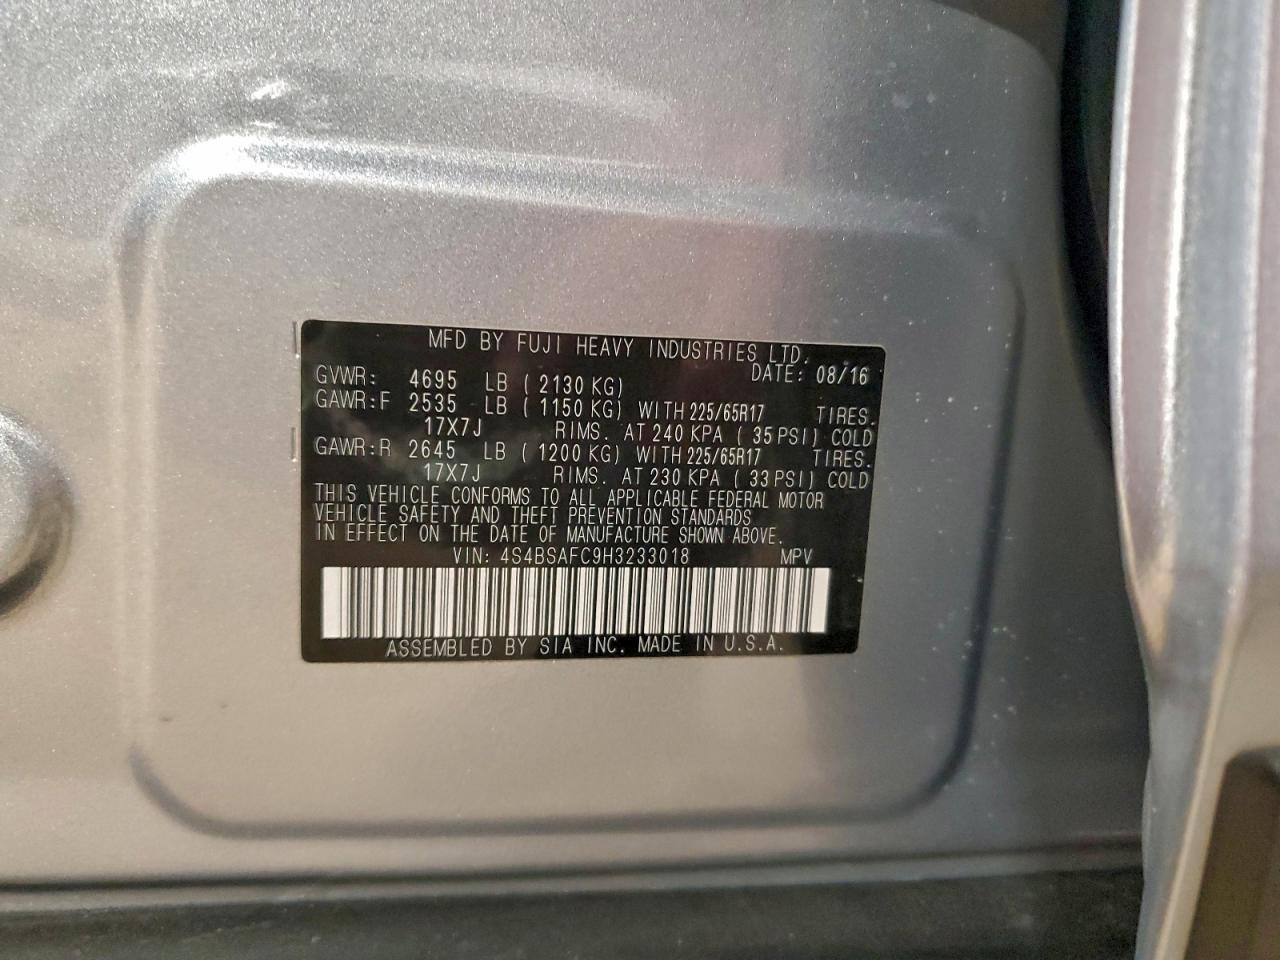 MFD BY FUJI HEAVY INDUSTRIES LTD.
DATE: 08/16
GVWR: 4695 LB ( 2130 KG)
GAWR:F 2535 LB ( 1150 KG) WITH 225/65R17 TIRES.
17X7J RIMS. AT 240 KPA ( 35 PSI) COLD
GAWR:R 2645 LB ( 1200 KG) WITH 225/65R17 TIRES.
17X7J RIMS. AT 230 KPA ( 33 PSI) COLD
THIS VEHICLE CONFORMS TO ALL APPLICABLE FEDERAL MOTOR
VEHICLE SAFETY AND THEFT PREVENTION STANDARDS
IN EFFECT ON THE DATE OF MANUFACTURE SHOWN ABOVE.
VIN: 4S4BSAFC9H3233018 MPV
ASSEMBLED BY SIA INC. MADE IN U.S.A.